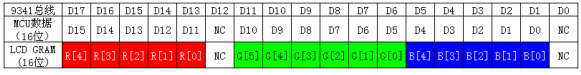 9341总线 D17 D16 D15 D14 D13 D12 D11 D10 D9 D8 D7 D6 D5 D4 D3 D2 D1 D0
MCU数据(16位) D15 D14 D13 D12 D11 NC D10 D9 D8 D7 D6 D5 D4 D3 D2 D1 D0 NC
LCD GRAM(16位) R[4] R[3] R[2] R[1] R[0] NC G[5] G[4] G[3] G[2] G[1] G[0] B[4] B[3] B[2] B[1] B[0] NC